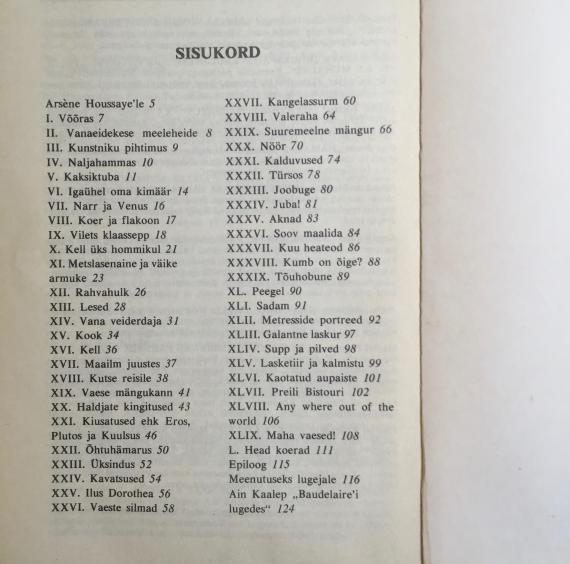 SISUKORD
Arsène Houssaye'le 5
I. Võõras 7
II. Vanaeidekese meeleheide 8
III. Kunstniku pihtimus 9
IV. Naljahammas 10
V. Kaksiktuba 11
VI. Igaühel oma kimäär 14
VII. Narr ja Venus 16
VIII. Koer ja flakoon 17
IX. Vilets klaassepp 18
X. Kell üks hommikul 21
XI. Metslasenaine ja väike
armuke 23
XII. Rahvahulk 26
XIII. Lesed 28
XIV. Vana veiderdaja 31
XV. Kook 34
XVI. Kell 36
XVII. Maailm juustes 37
XVIII. Kutse reisile 38
XIX. Vaese mängukann 41
XX. Haldjate kingitused 43
XXI. Kiusatused ehk Eros,
Plutos ja Kuulsus 46
XXII. Õhtuhämarus 50
XXIII. Üksindus 52
XXIV. Kavatsused 54
XXV. Ilus Dorothea 56
XXVI. Vaeste silmad 58
XXVII. Kangelassurm 60
XXVIII. Valeraha 64
XXIX. Suuremeelne mängur 66
XXX. Nöör 70
XXXI. Kalduvused 74
XXXII. Türsos 78
XXXIII. Joobuge 80
XXXIV. Juba! 81
XXXV. Aknad 83
XXXVI. Soov maalida 84
XXXVII. Kuu heateod 86
XXXVIII. Kumb on õige? 88
XXXIX. Tõuhobune 89
XL. Peegel 90
XLI. Sadam 91
XLII. Metresside portreed 92
XLIII. Galantne laskur 97
XLIV. Supp ja pilved 98
XLV. Lasketiir ja kalmistu 99
XLVI. Kaotatud aupaiste 101
XLVII. Preili Bistouri 102
XLVIII. Any where out of the
world 106
XLIX. Maha vaesed! 108
L. Head koerad 111
Epiloog 115
Meenutuseks lugejale 116
Ain Kaalep „Baudelaire'i
lugedes" 124